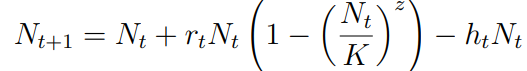 N_{t+1} = N_t + r_t N_t \left( 1 - \left( \frac{N_t}{K} \right)^z \right) - h_t N_t